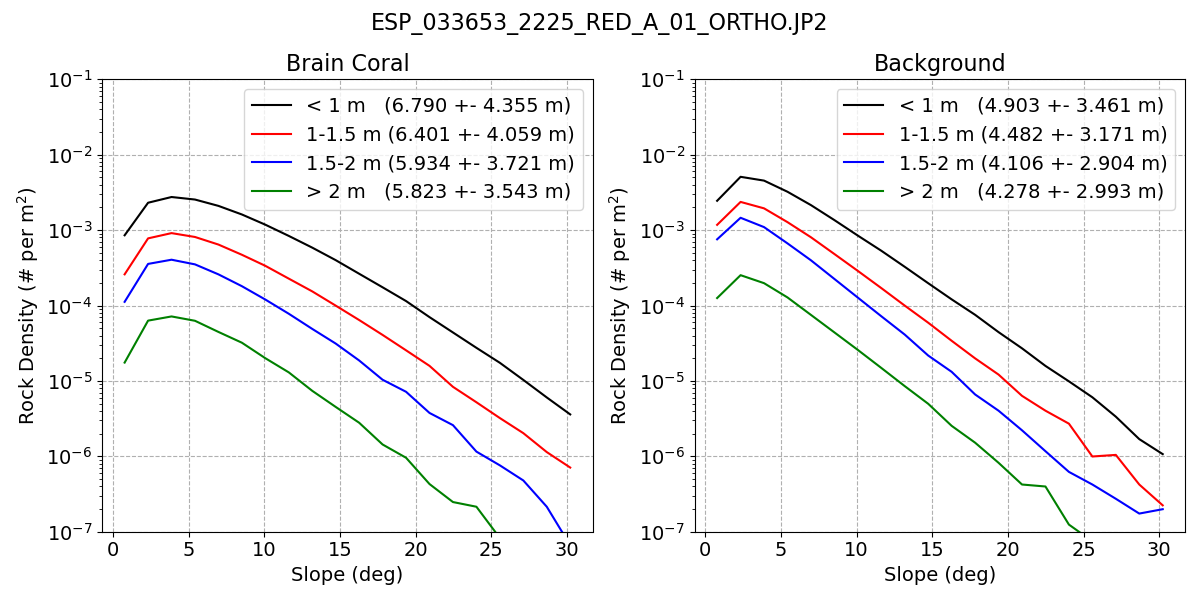 ESP_033653_2225_RED_A_01_ORTHO.JP2
Brain Coral
Rock Density (# per m²)
10⁻¹
10⁻²
10⁻³
10⁻⁴
10⁻⁵
10⁻⁶
10⁻⁷
< 1 m (6.790 +- 4.355 m)
1-1.5 m (6.401 +- 4.059 m)
1.5-2 m (5.934 +- 3.721 m)
> 2 m (5.823 +- 3.543 m)
0 5 10 15 20 25 30
Slope (deg)
Background
Rock Density (# per m²)
10⁻¹
10⁻²
10⁻³
10⁻⁴
10⁻⁵
10⁻⁶
10⁻⁷
< 1 m (4.903 +- 3.461 m)
1-1.5 m (4.482 +- 3.171 m)
1.5-2 m (4.106 +- 2.904 m)
> 2 m (4.278 +- 2.993 m)
0 5 10 15 20 25 30
Slope (deg)